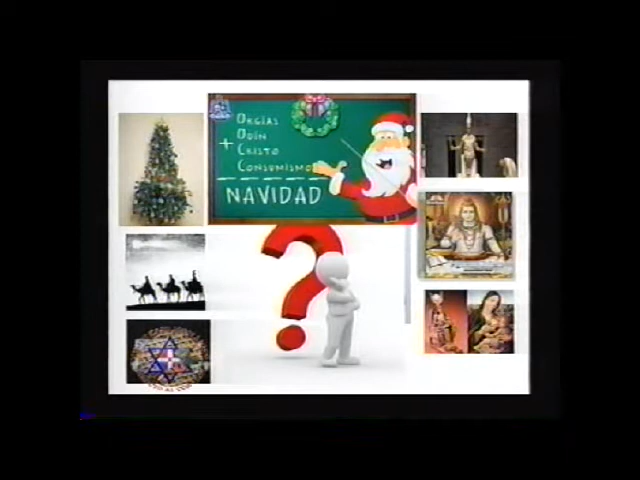 ORGÍAS
ODÍN
+ CRISTO
CONSUMISMO
NAVIDAD